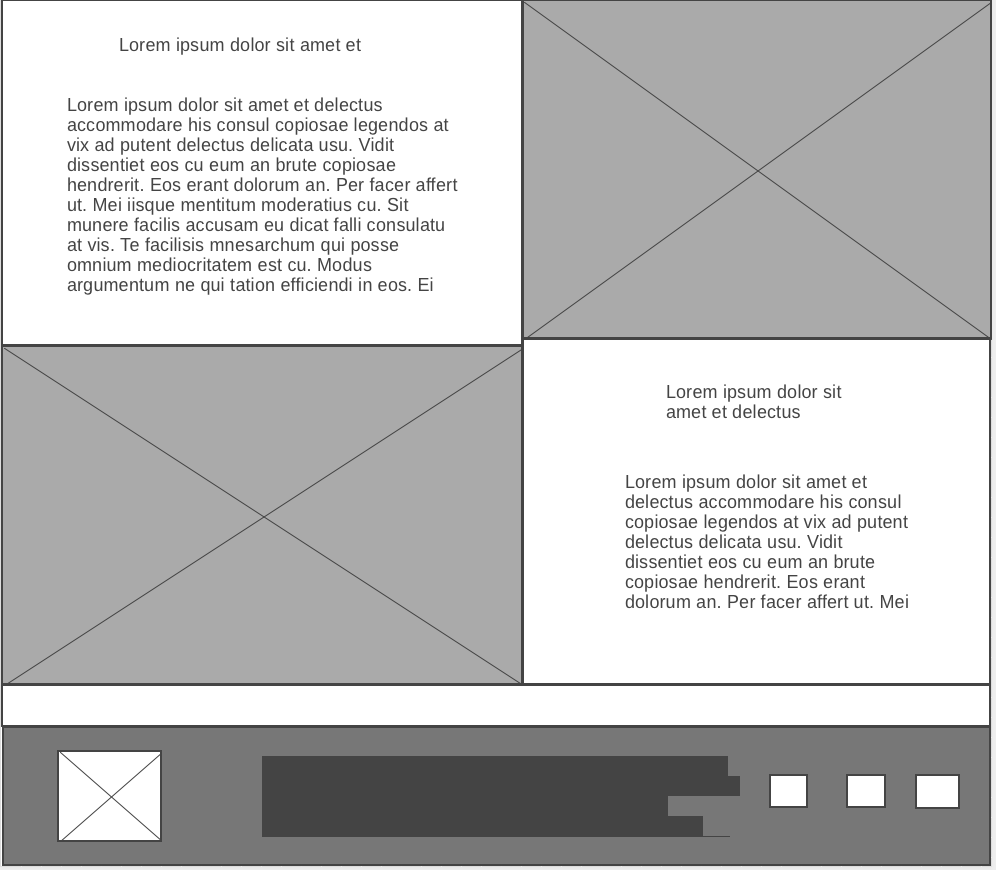 Lorem ipsum dolor sit amet et
Lorem ipsum dolor sit amet et delectus
accommodare his consul copiosae legendos at
vix ad putent delectus delicata usu. Vidit
dissentiet eos cu eum an brute copiosae
hendrerit. Eos erant dolorum an. Per facer affert
ut. Mei iisque mentitum moderatius cu. Sit
munere facilis accusam eu dicat falli consulatu
at vis. Te facilisis mnesarchum qui posse
omnium mediocritatem est cu. Modus
argumentum ne qui tation efficiendi in eos. Ei
Lorem ipsum dolor sit
amet et delectus
Lorem ipsum dolor sit amet et
delectus accommodare his consul
copiosae legendos at vix ad putent
delectus delicata usu. Vidit
dissentiet eos cu eum an brute
copiosae hendrerit. Eos erant
dolorum an. Per facer affert ut. Mei